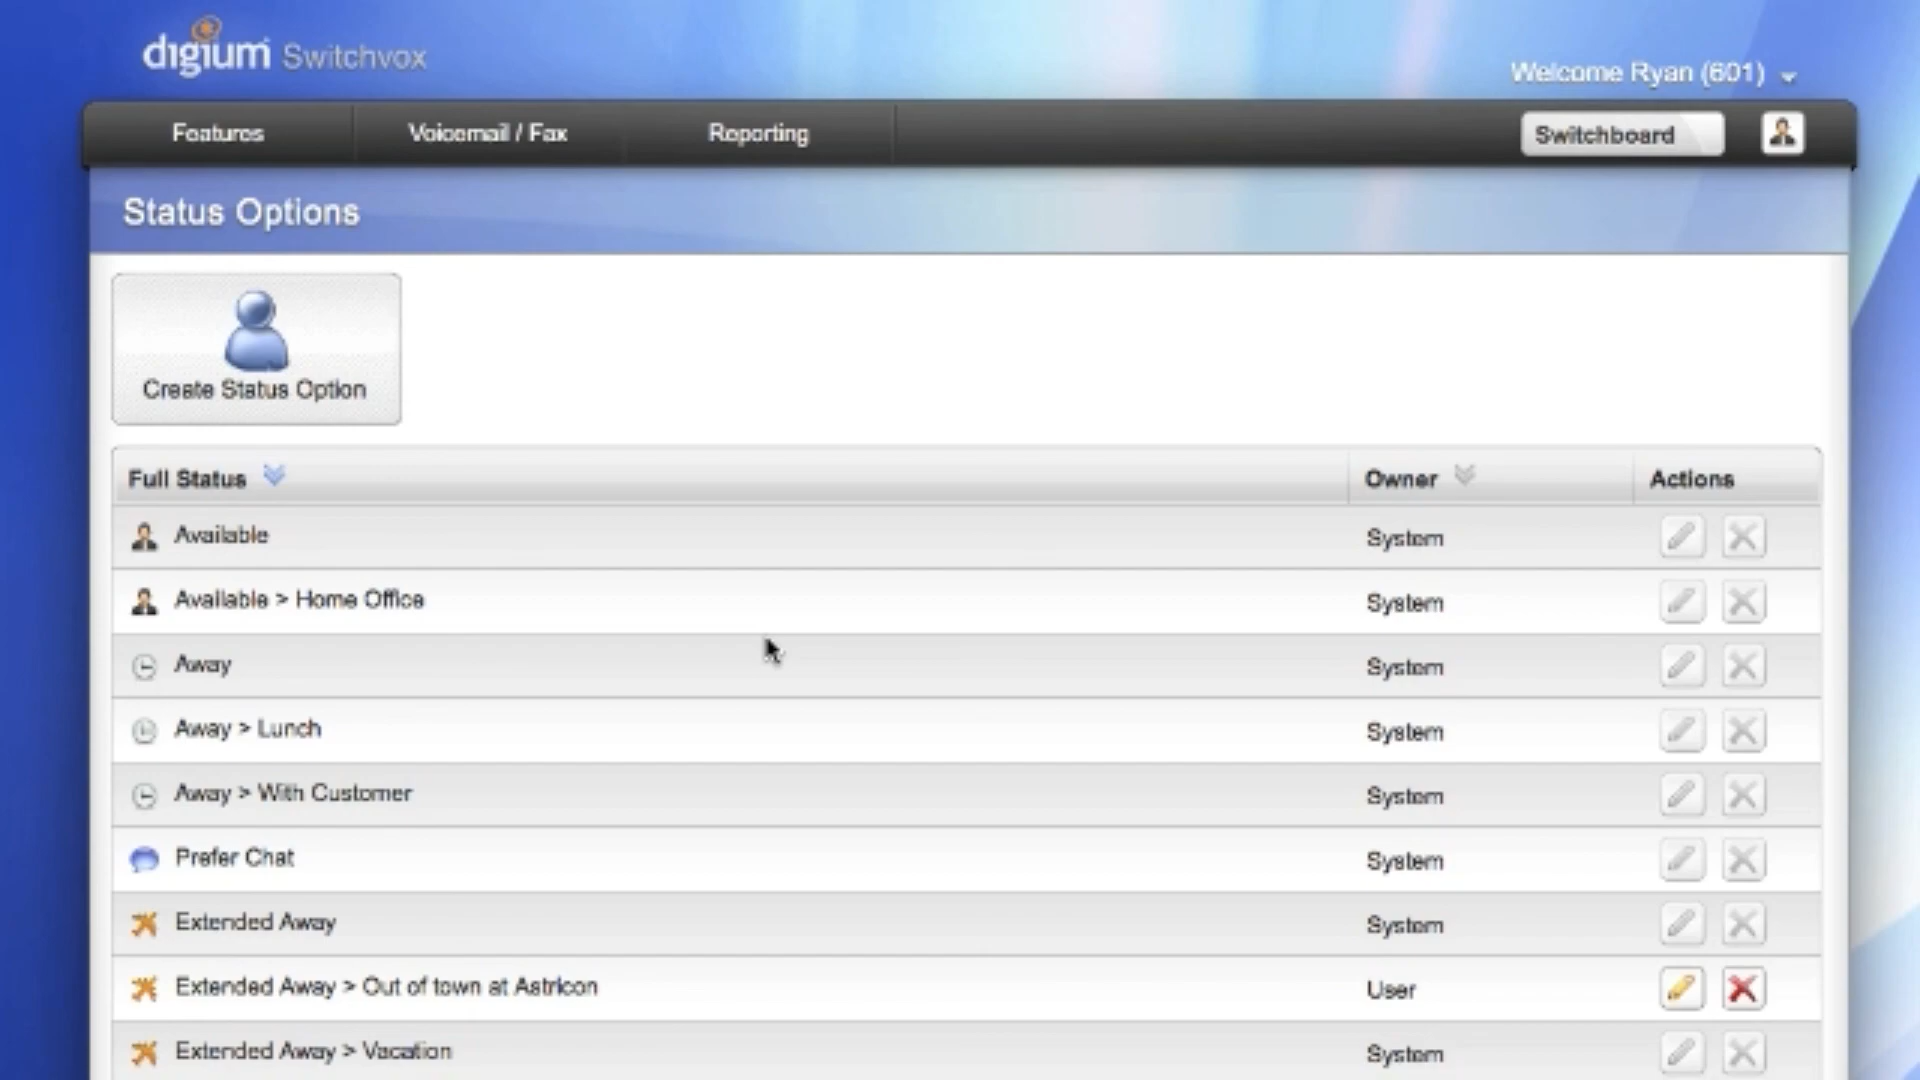 digium Switchvox
Welcome Ryan (601)
Features Voicemail / Fax Reporting Switchboard
Status Options
Create Status Option
Full Status Owner Actions
Available System
Available > Home Office System
Away System
Away > Lunch System
Away > With Customer System
Prefer Chat System
Extended Away System
Extended Away > Out of town at Astricon User
Extended Away > Vacation System